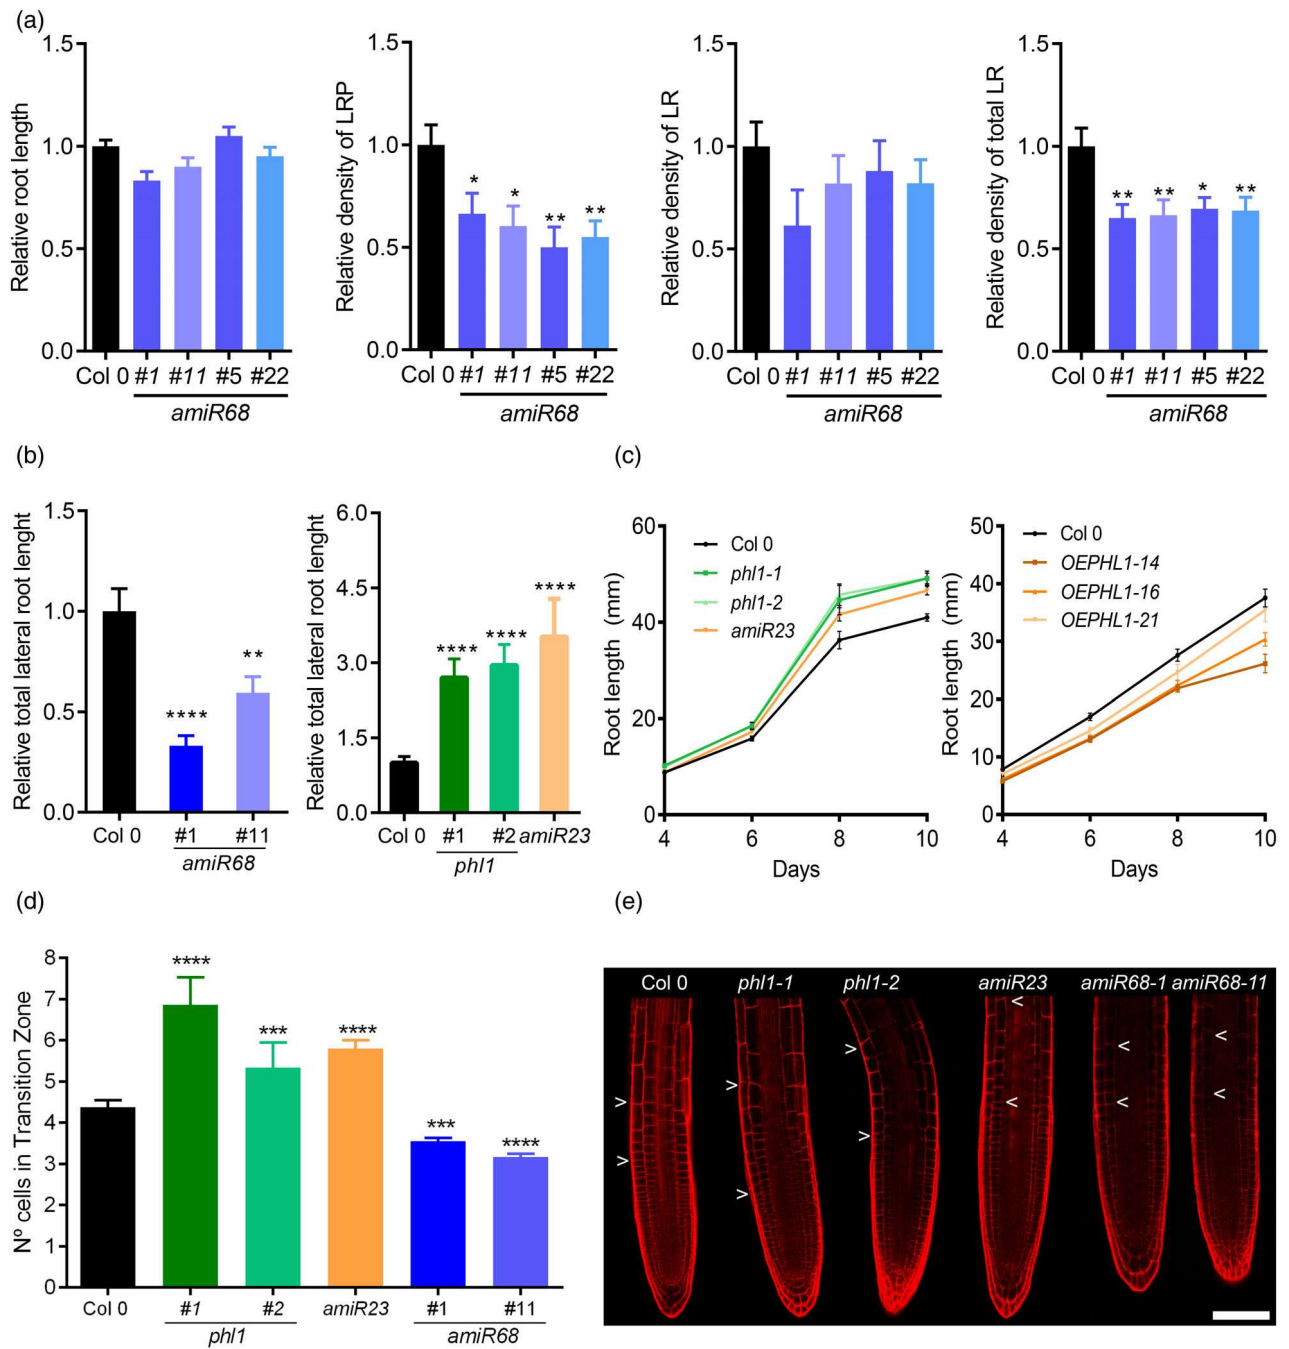 (a)
Relative root length
1.5
1.0
0.5
0.0
Col 0 #1 #11 #5 #22
amiR68
Relative density of LRP
1.5
1.0
0.5
0.0
* * ** **
Col 0 #1 #11 #5 #22
amiR68
Relative density of LR
1.5
1.0
0.5
0.0
Col 0 #1 #11 #5 #22
amiR68
Relative density of total LR
1.5
1.0
0.5
0.0
** ** * **
Col 0 #1 #11 #5 #22
amiR68
(b)
Relative total lateral root lenght
1.5
1.0
0.5
0.0
**** **
Col 0 #1 #11
amiR68
Relative total lateral root lenght
6.0
4.5
3.0
1.5
0.0
**** **** ****
Col 0 #1 #2 amiR23
phl1
(c)
Root length (mm)
60
40
20
0
Col 0
phl1-1
phl1-2
amiR23
4 6 8 10
Days
Root length (mm)
50
40
30
20
10
0
Col 0
OEPHL1-14
OEPHL1-16
OEPHL1-21
4 6 8 10
Days
(d)
Nº cells in Transition Zone
8
7
6
5
4
3
2
1
0
**** *** **** *** ****
Col 0 #1 #2 amiR23 #1 #11
phl1 amiR68
(e)
Col 0 phl1-1 phl1-2 amiR23 amiR68-1 amiR68-11